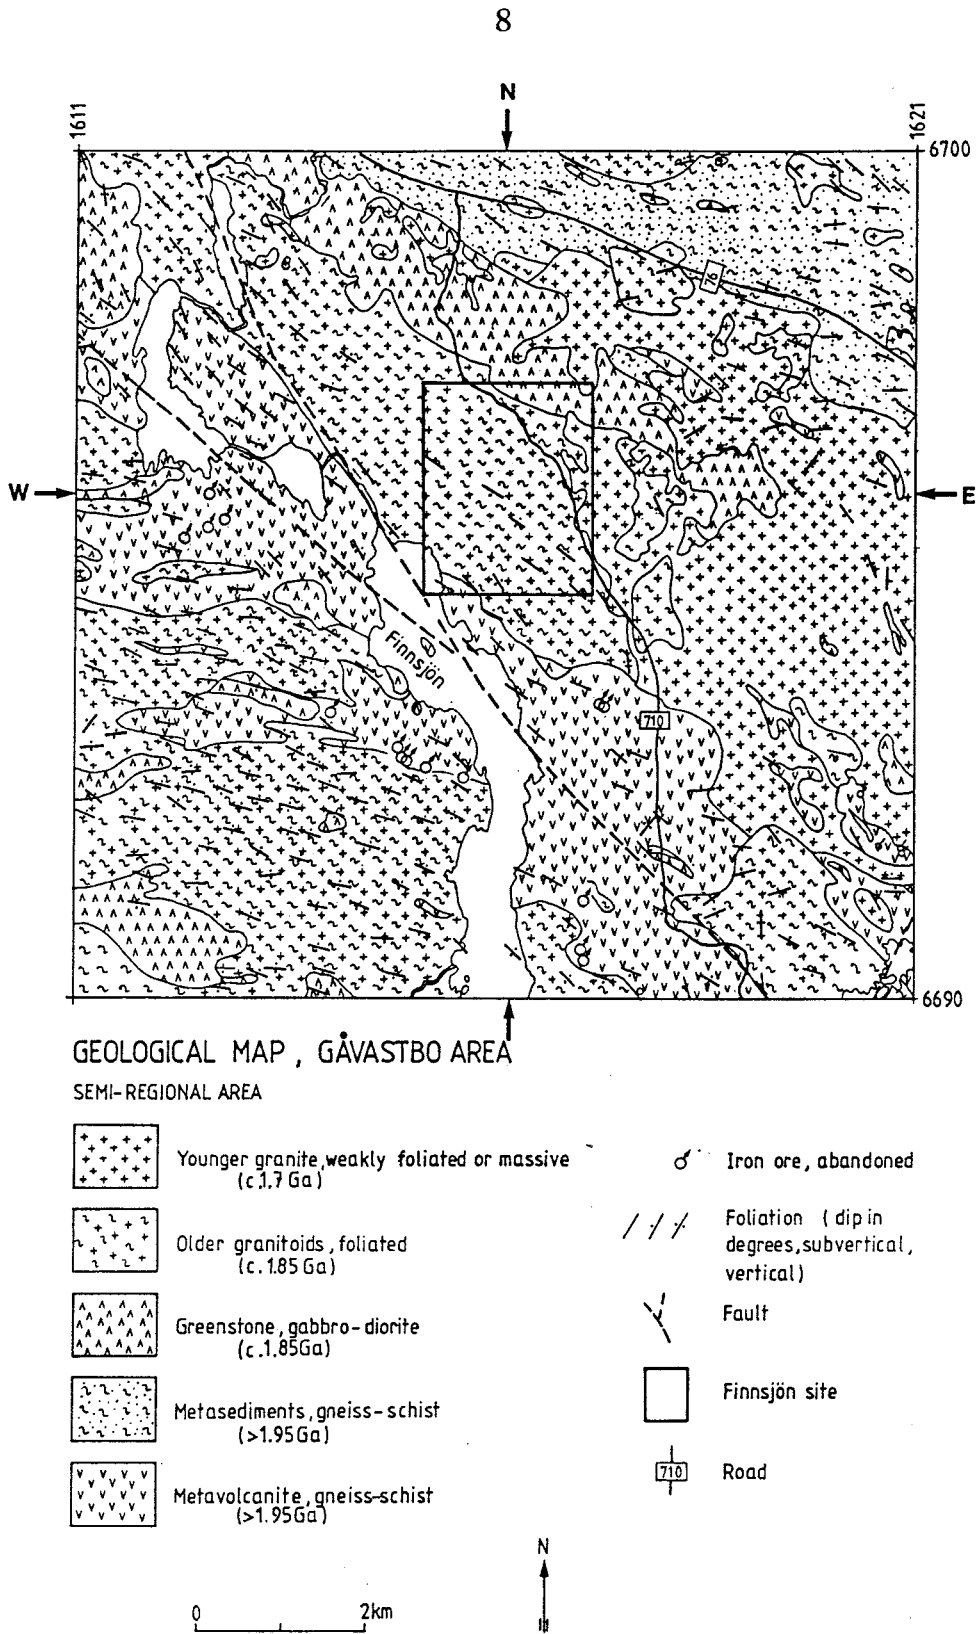 8
N
1611
1621
6700
76
W
E
Finnsjön
710
6690
GEOLOGICAL MAP, GÅVASTBO AREA
SEMI-REGIONAL AREA
Younger granite, weakly foliated or massive
(c.1.7 Ga)
Older granitoids, foliated
(c.1.85 Ga)
Greenstone, gabbro-diorite
(c.1.85Ga)
Metasediments, gneiss-schist
(>1.95Ga)
Metavolcanite, gneiss-schist
(>1.95Ga)
Iron ore, abandoned
Foliation (dip in
degrees, subvertical,
vertical)
Fault
Finnsjön site
710 Road
N
0 2km